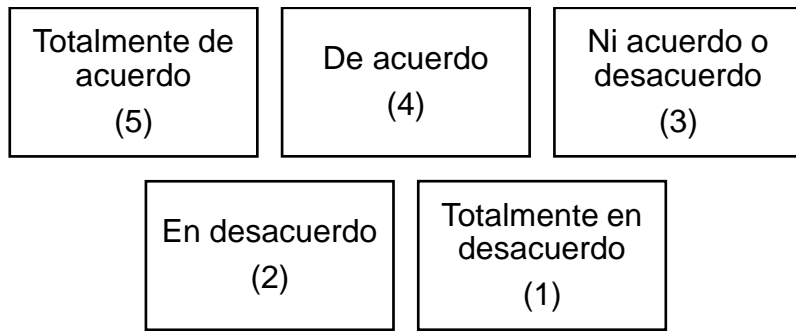 Totalmente de
acuerdo
(5)
De acuerdo
(4)
Ni acuerdo o
desacuerdo
(3)
En desacuerdo
(2)
Totalmente en
desacuerdo
(1)